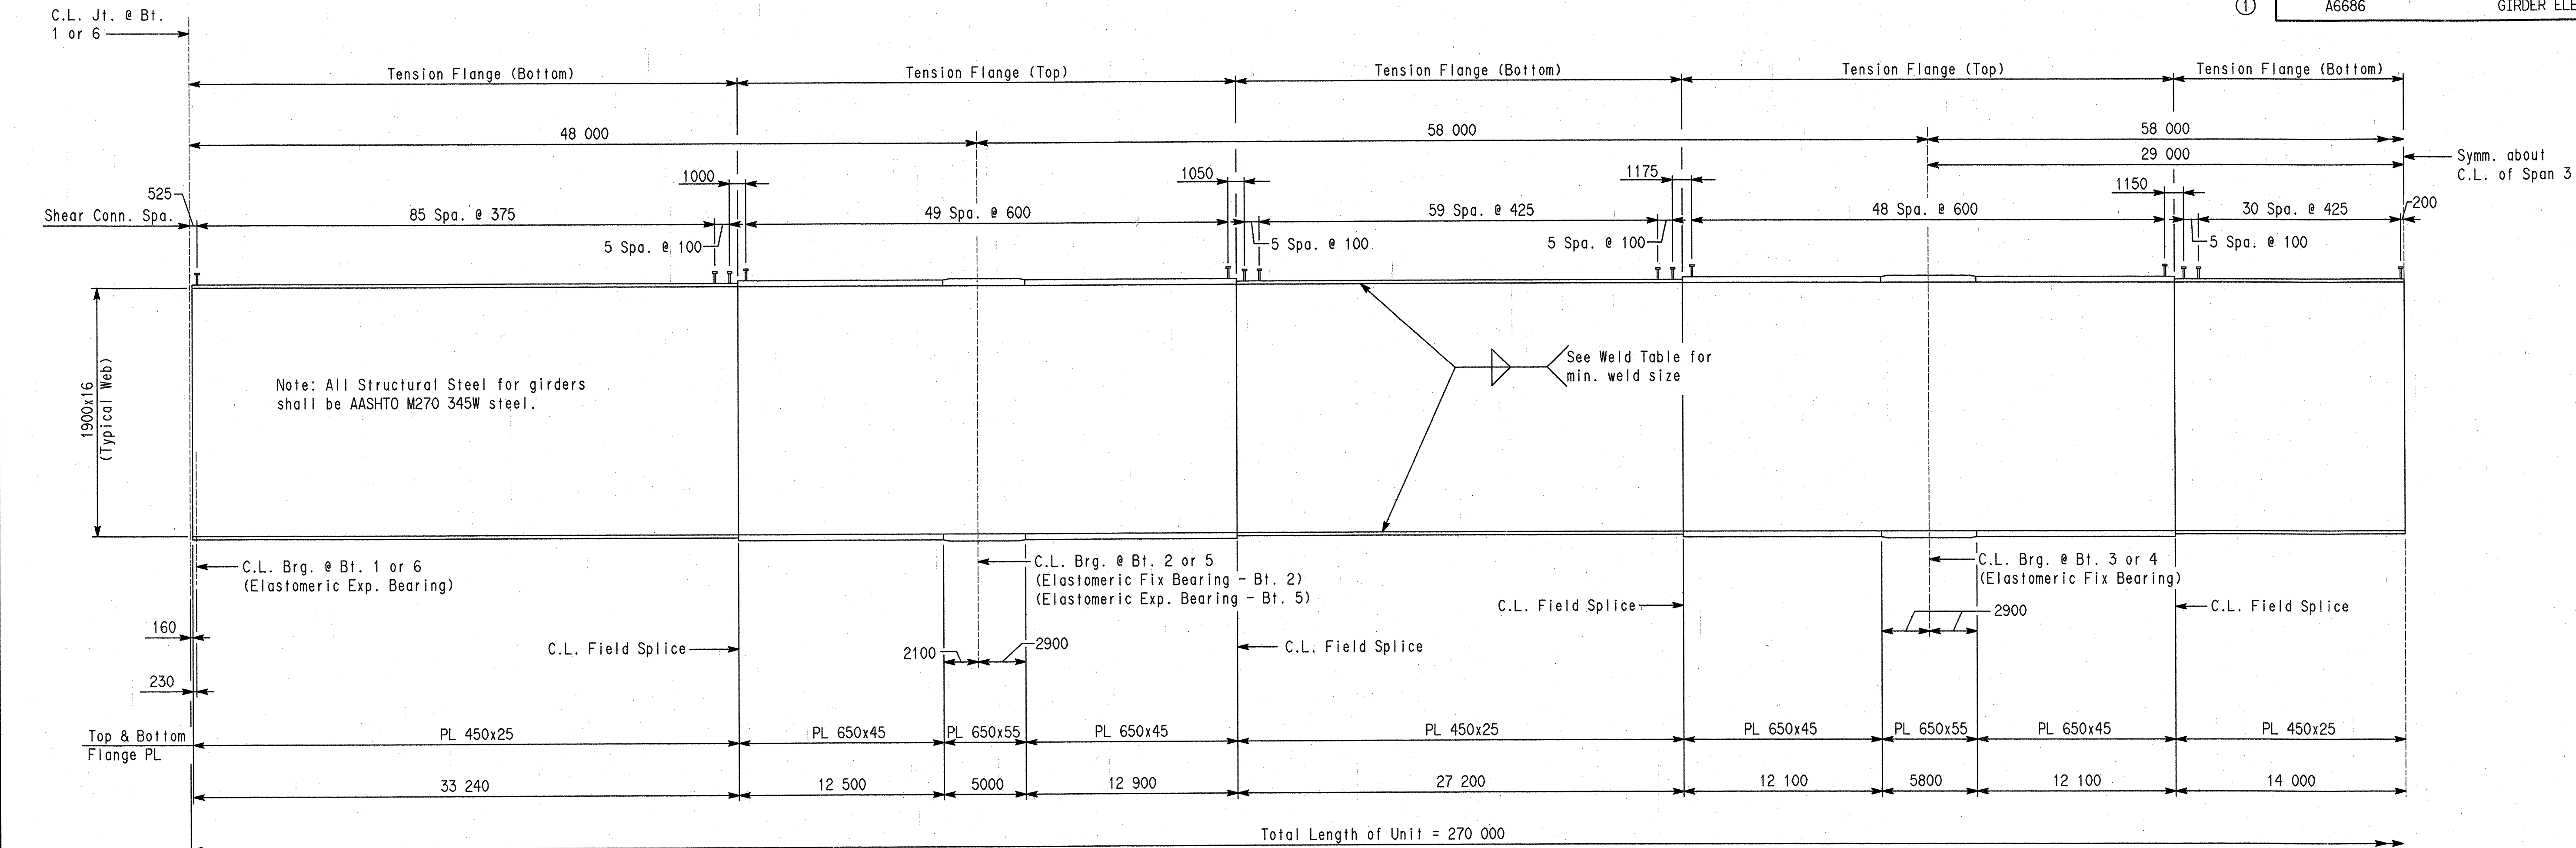 C.L. Jt. @ Bt.
1 or 6
1
A6686
GIRDER ELE
Tension Flange (Bottom)
Tension Flange (Top)
Tension Flange (Bottom)
Tension Flange (Top)
Tension Flange (Bottom)
48 000
58 000
58 000
29 000
Symm. about
C.L. of Span 3
1000
1050
1175
1150
525
200
Shear Conn. Spa.
85 Spa. @ 375
49 Spa. @ 600
59 Spa. @ 425
48 Spa. @ 600
30 Spa. @ 425
5 Spa. @ 100
5 Spa. @ 100
5 Spa. @ 100
5 Spa. @ 100
1900x16
(Typical Web)
Note: All Structural Steel for girders
shall be AASHTO M270 345W steel.
See Weld Table for
min. weld size
C.L. Brg. @ Bt. 1 or 6
(Elastomeric Exp. Bearing)
C.L. Brg. @ Bt. 2 or 5
(Elastomeric Fix Bearing - Bt. 2)
(Elastomeric Exp. Bearing - Bt. 5)
C.L. Brg. @ Bt. 3 or 4
(Elastomeric Fix Bearing)
C.L. Field Splice
C.L. Field Splice
C.L. Field Splice
C.L. Field Splice
160
230
2100
2900
2900
Top & Bottom
Flange PL
PL 450x25
PL 650x45
PL 650x55
PL 650x45
PL 450x25
PL 650x45
PL 650x55
PL 650x45
PL 450x25
33 240
12 500
5000
12 900
27 200
12 100
5800
12 100
14 000
Total Length of Unit = 270 000